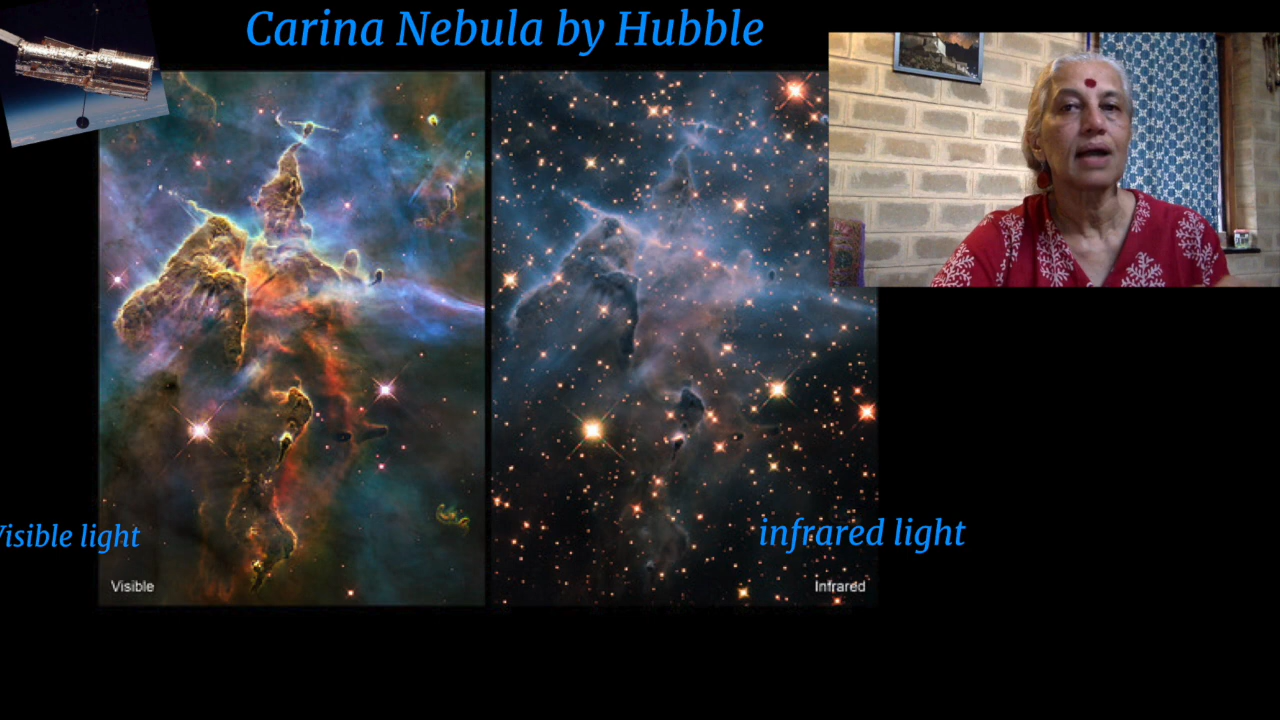 Carina Nebula by Hubble
Visible light
infrared light
Visible
Infrared